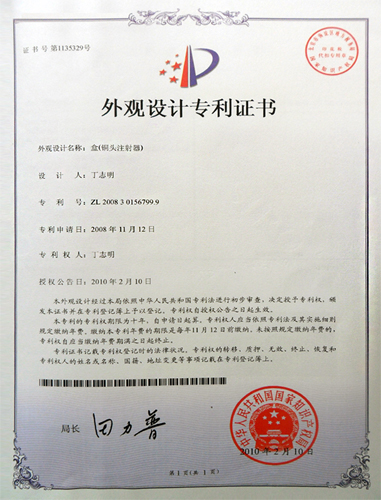 证书号第1135329号
外观设计专利证书
外观设计名称：盒(铜头注射器)
设 计 人：丁志明
专 利 号：ZL 2008 3 0156799.9
专利申请日：2008年11月12日
专 利 权 人：丁志明
授权公告日：2010年2月10日
本外观设计经过本局依照中华人民共和国专利法进行初步审查，决定授予专利权，颁
发本证书并在专利登记簿上予以登记。专利权自授权公告之日起生效。
本专利的专利权期限为十年，自申请日起算。专利权人应当依照专利法及其实施细则
规定缴纳年费。缴纳本专利年费的期限是每年11月12日前缴纳。未按照规定缴纳年费的，
专利权自应当缴纳年费期满之日起终止。
专利证书记载专利权登记时的法律状况。专利权的转移、质押、无效、终止、恢复和
专利权人的姓名或名称、国籍、地址变更等事项记载在专利登记簿上。
中华人民共和国国家知识产权局
局长 田力普
2010年2月10日
第1页(共1页)